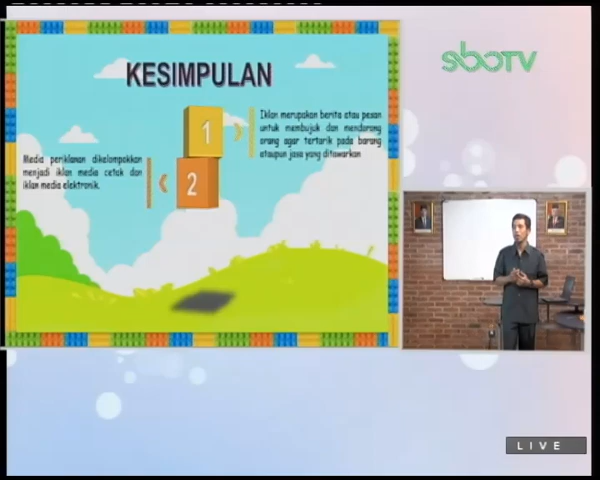 sboTV
KESIMPULAN
1
Iklan merupakan berita atau pesan
untuk membujuk dan mendorong
orang agar tertarik pada barang
ataupun jasa yang ditawarkan
2
Media periklanan dikelompokkan
menjadi iklan media cetak dan
iklan media elektronik.
LIVE